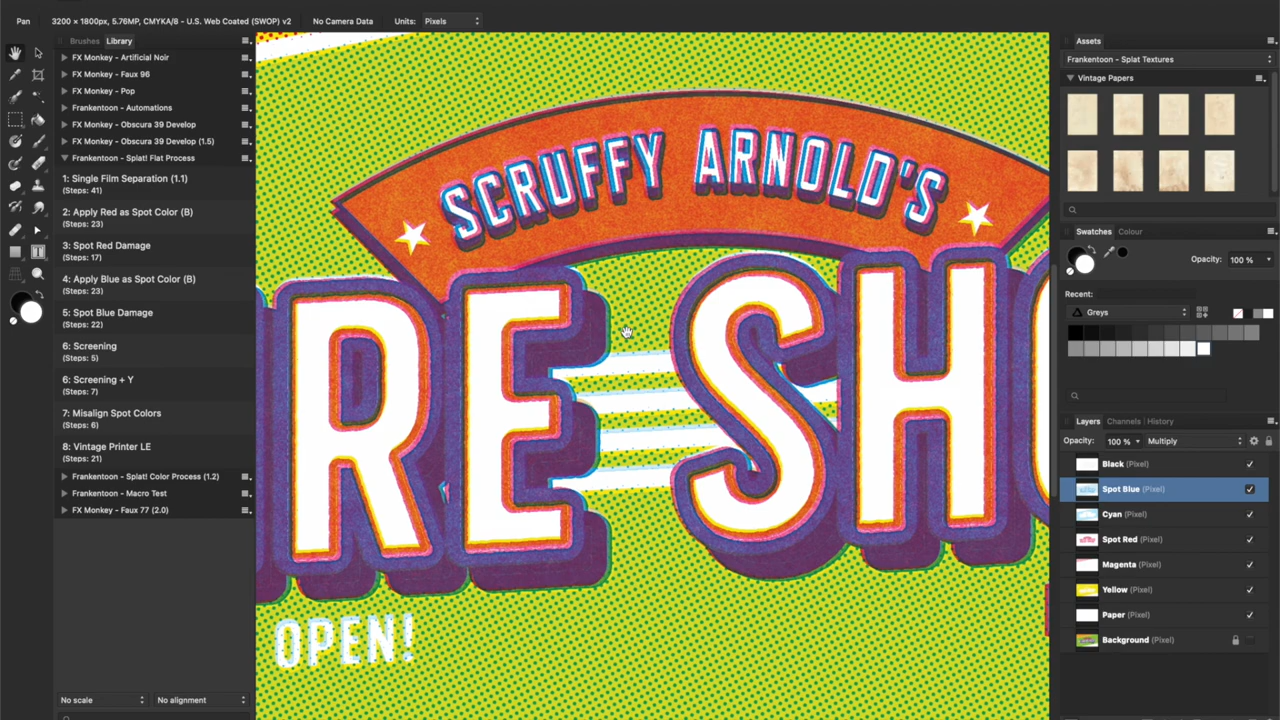 Pan
3200 × 1800px, 5.76MP, CMYKA/8 - U.S. Web Coated (SWOP) v2
No Camera Data
Units:
Pixels
Brushes
Library
FX Monkey - Artificial Noir
FX Monkey - Faux 96
FX Monkey - Pop
Frankentoon - Automations
FX Monkey - Obscura 39 Develop
FX Monkey - Obscura 39 Develop (1.5)
Frankentoon - Splat! Flat Process
1: Single Film Separation (1.1)
(Steps: 41)
2: Apply Red as Spot Color (B)
(Steps: 23)
3: Spot Red Damage
(Steps: 17)
4: Apply Blue as Spot Color (B)
(Steps: 23)
5: Spot Blue Damage
(Steps: 22)
6: Screening
(Steps: 5)
6: Screening + Y
(Steps: 7)
7: Misalign Spot Colors
(Steps: 6)
8: Vintage Printer LE
(Steps: 21)
Frankentoon - Splat! Color Process (1.2)
Frankentoon - Macro Test
FX Monkey - Faux 77 (2.0)
No scale
No alignment
SCRUFFY ARNOLD'S
RE SH
OPEN!
Assets
Frankentoon - Splat Textures
Vintage Papers
Swatches
Colour
Opacity:
100 %
Recent:
Greys
Layers
Channels
History
Opacity:
100 %
Multiply
Black (Pixel)
Spot Blue (Pixel)
Cyan (Pixel)
Spot Red (Pixel)
Magenta (Pixel)
Yellow (Pixel)
Paper (Pixel)
Background (Pixel)